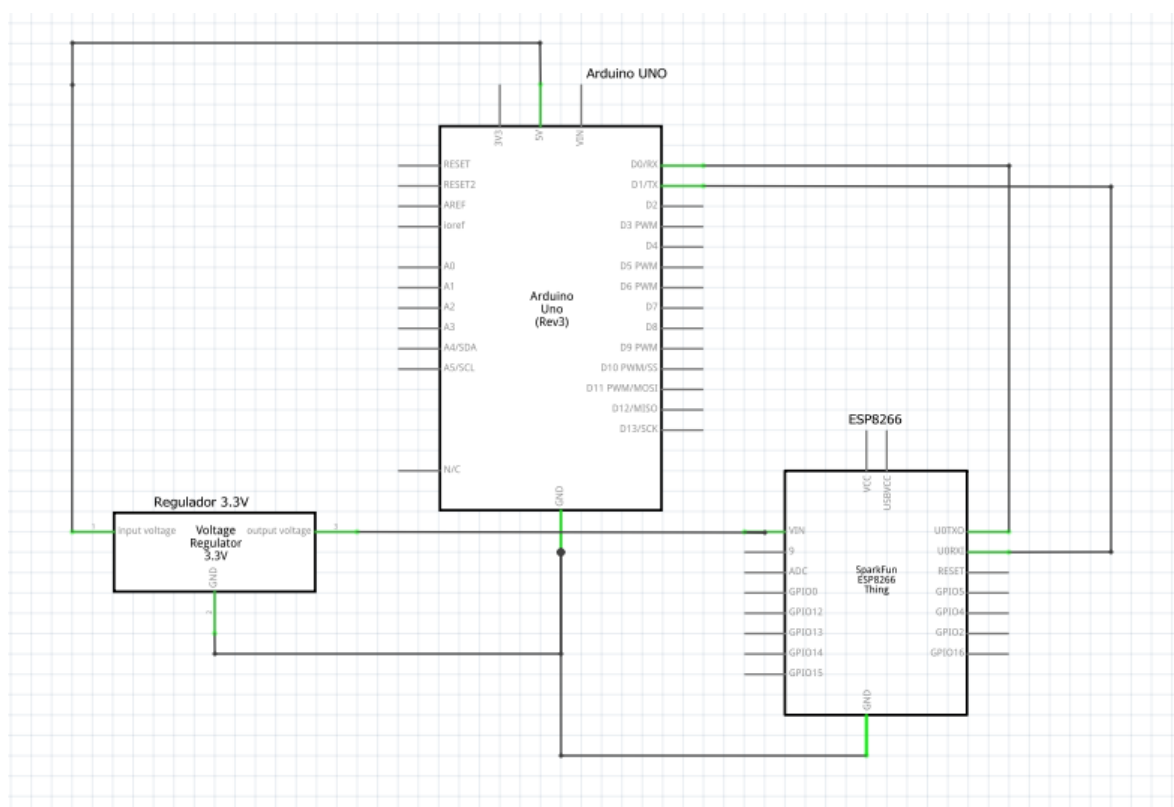 Arduino UNO
3V3
5V
VIN
RESET
RESET2
AREF
ioref
A0
A1
A2
A3
A4/SDA
A5/SCL
N/C
D0/RX
D1/TX
D2
D3 PWM
D4
D5 PWM
D6 PWM
D7
D8
D9 PWM
D10 PWM/SS
D11 PWM/MOSI
D12/MISO
D13/SCK
Arduino
Uno
(Rev3)
GND
Regulador 3.3V
1
input voltage
Voltage
Regulator
3.3V
output voltage
3
GND
2
ESP8266
VCC
USBVCC
VIN
9
ADC
GPIO0
GPIO12
GPIO13
GPIO14
GPIO15
SparkFun
ESP8266
Thing
U0TXO
U0RXI
RESET
GPIO5
GPIO4
GPIO2
GPIO16
GND